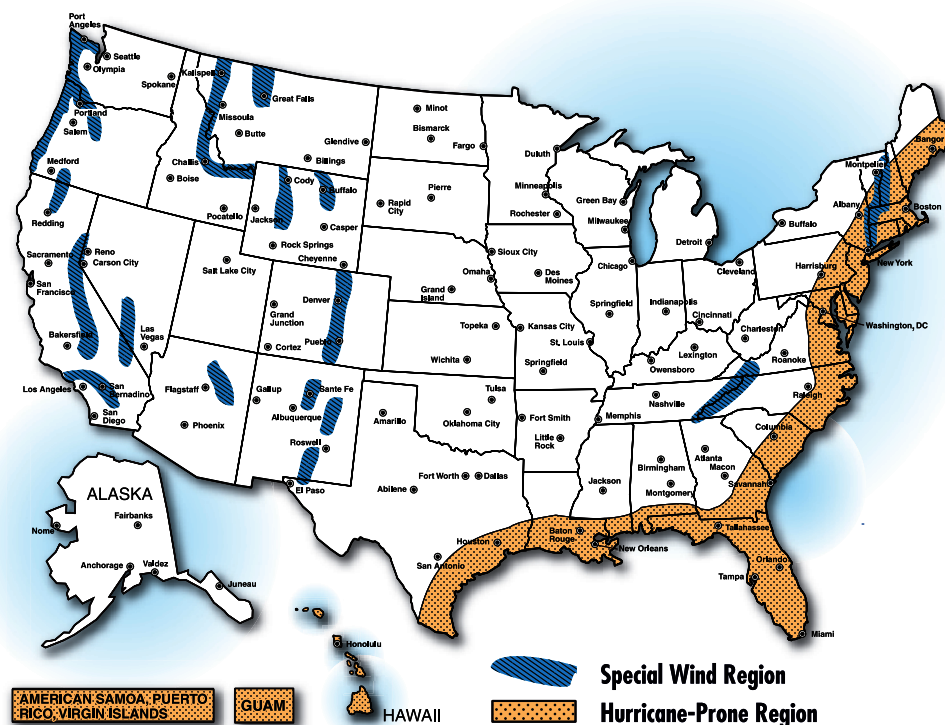 Port
Angeles
Seattle
Olympia
Spokane
Portland
Salem
Medford
Kalispell
Great Falls
Missoula
Butte
Glendive
Billings
Challis
Boise
Pocatello
Minot
Bismarck
Fargo
Duluth
Minneapolis
Rochester
Green Bay
Milwaukee
Pierre
Rapid
City
Cody
Buffalo
Jackson
Casper
Rock Springs
Cheyenne
Redding
Sacramento
San
Francisco
Reno
Carson City
Salt Lake City
Bakersfield
Las
Vegas
Los Angeles
San
Bernadino
San
Diego
Flagstaff
Phoenix
Grand
Junction
Denver
Pueblo
Cortez
Gallup
Sante Fe
Albuquerque
Roswell
El Paso
Sioux City
Omaha
Grand
Island
Des
Moines
Topeka
Wichita
Kansas City
St. Louis
Springfield
Chicago
Springfield
Indianapolis
Detroit
Cleveland
Cincinnati
Lexington
Owensboro
Charleston
Roanoke
Raleigh
Harrisburg
Washington, DC
Buffalo
Albany
Montpelie
Bangor
Boston
New York
Tulsa
Oklahoma City
Amarillo
Fort Smith
Little
Rock
Memphis
Nashville
Columbia
Atlanta
Macon
Savannah
Birmingham
Montgomery
Jackson
Fort Worth
Dallas
Abilene
San Antonio
Houston
Baton
Rouge
New Orleans
Tallahassee
Orlando
Tampa
Miami
ALASKA
Fairbanks
Nome
Anchorage
Valdez
Juneau
Honolulu
HAWAII
AMERICAN SAMOA, PUERTO
RICO, VIRGIN ISLANDS
GUAM
Special Wind Region
Hurricane-Prone Region